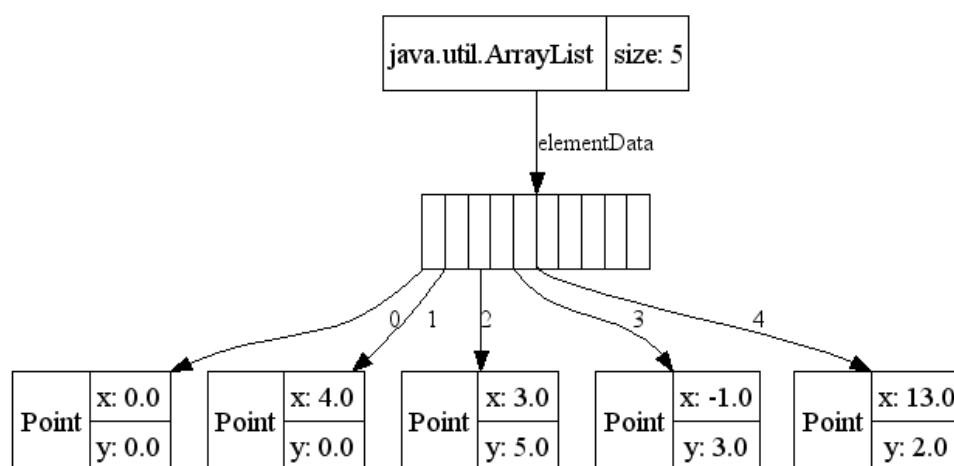 java.util.ArrayList size: 5
elementData
0 1 2 3 4
Point x: 0.0 y: 0.0
Point x: 4.0 y: 0.0
Point x: 3.0 y: 5.0
Point x: -1.0 y: 3.0
Point x: 13.0 y: 2.0